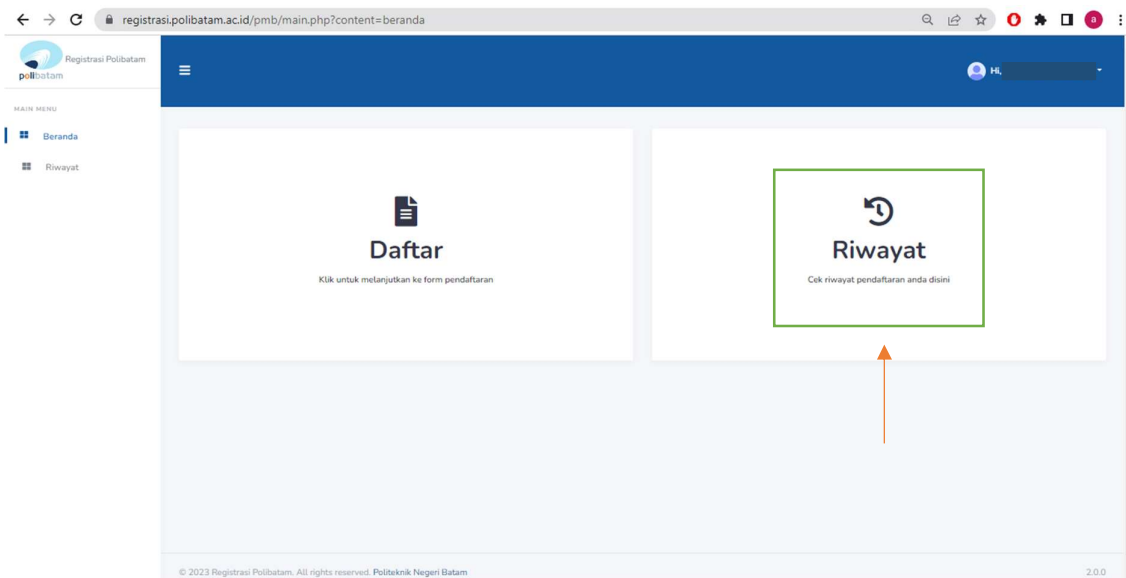 registrasi.polibatam.ac.id/pmb/main.php?content=beranda
a
polibatam
Registrasi Polibatam
Hi,
MAIN MENU
Beranda
Riwayat
Daftar
Klik untuk melanjutkan ke form pendaftaran
Riwayat
Cek riwayat pendaftaran anda disini
© 2023 Registrasi Polibatam. All rights reserved. Politeknik Negeri Batam
2.0.0